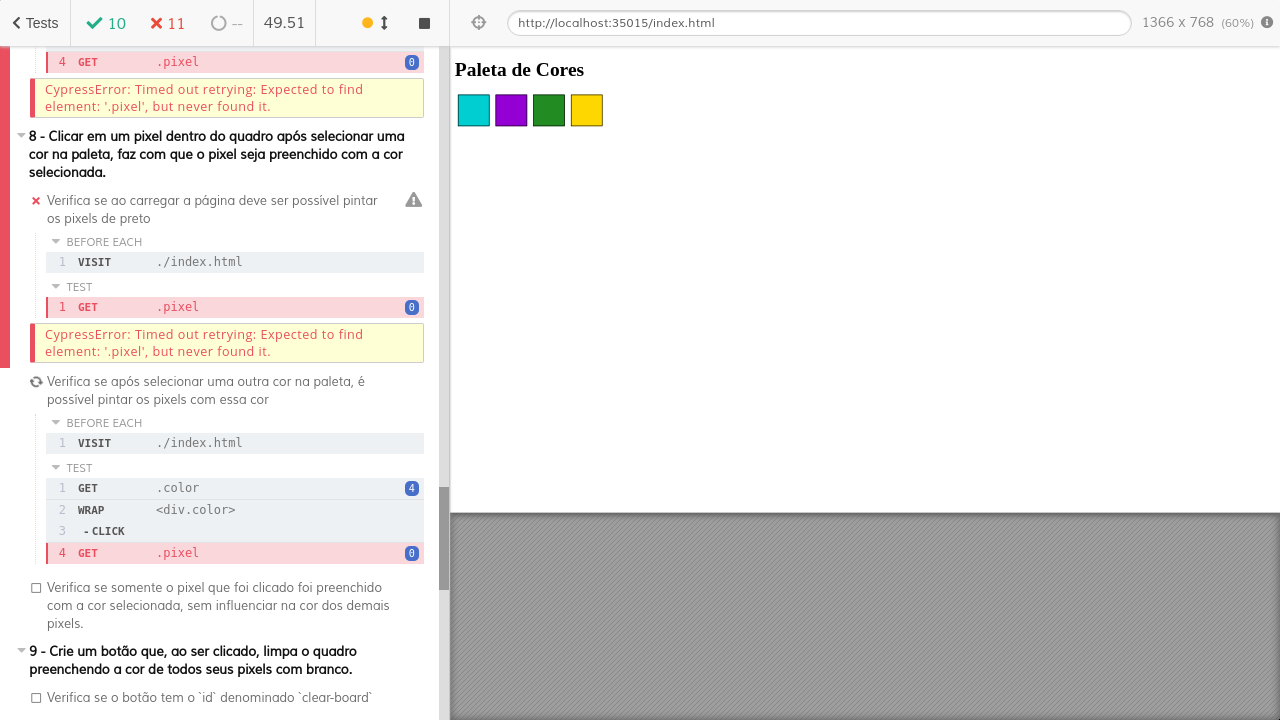 Tests 10 11 -- 49.51
http://localhost:35015/index.html 1366 x 768 (60%)
4 GET .pixel 0
CypressError: Timed out retrying: Expected to find
element: '.pixel', but never found it.
8 - Clicar em um pixel dentro do quadro após selecionar uma
cor na paleta, faz com que o pixel seja preenchido com a cor
selecionada.
Verifica se ao carregar a página deve ser possível pintar
os pixels de preto
BEFORE EACH
1 VISIT ./index.html
TEST
1 GET .pixel 0
CypressError: Timed out retrying: Expected to find
element: '.pixel', but never found it.
Verifica se após selecionar uma outra cor na paleta, é
possível pintar os pixels com essa cor
BEFORE EACH
1 VISIT ./index.html
TEST
1 GET .color 4
2 WRAP <div.color>
3 - CLICK
4 GET .pixel 0
Verifica se somente o pixel que foi clicado foi preenchido
com a cor selecionada, sem influenciar na cor dos demais
pixels.
9 - Crie um botão que, ao ser clicado, limpa o quadro
preenchendo a cor de todos seus pixels com branco.
Verifica se o botão tem o `id` denominado `clear-board`
Paleta de Cores